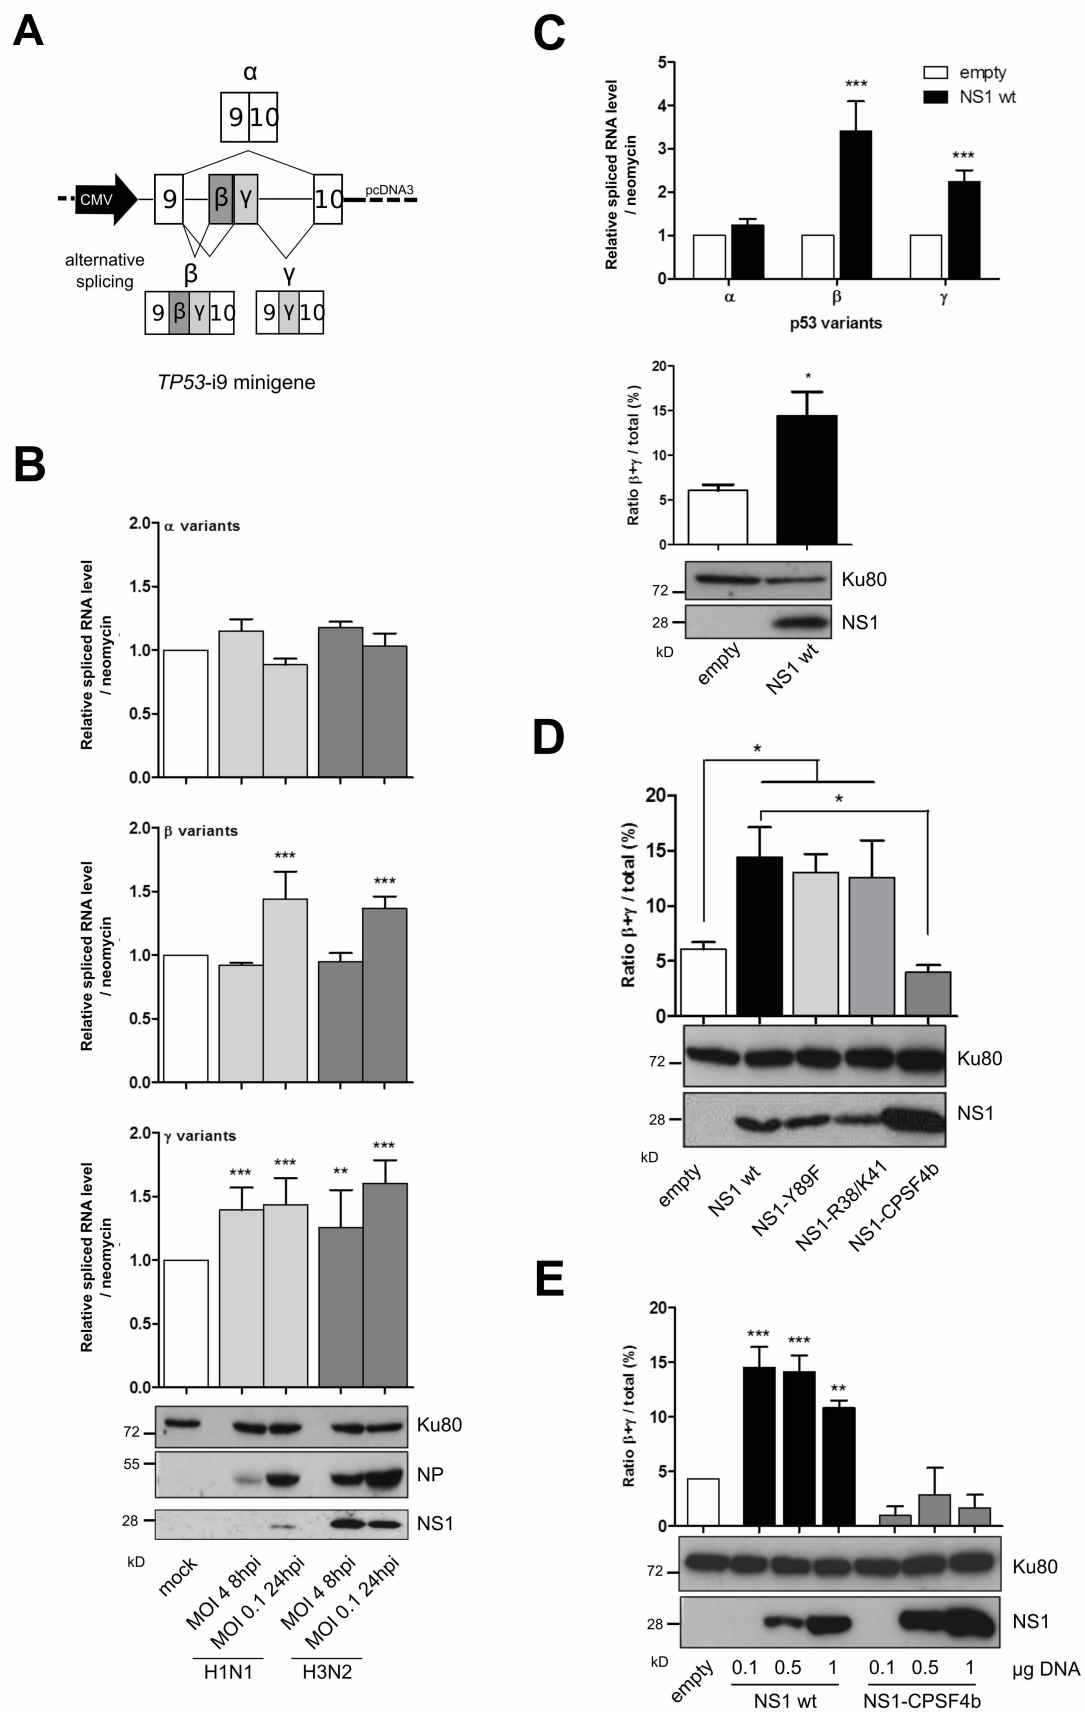 A
α
9 10
CMV
9
β
γ
10
pcDNA3
alternative
splicing
β
γ
9 β γ 10
9 γ 10
TP53-i9 minigene
B
α variants
Relative spliced RNA level
/ neomycin
2.0
1.5
1.0
0.5
0.0
β variants
Relative spliced RNA level
/ neomycin
2.0
1.5
1.0
0.5
0.0
***
***
γ variants
Relative spliced RNA level
/ neomycin
2.0
1.5
1.0
0.5
0.0
***
***
**
***
72
Ku80
55
NP
28
NS1
kD
mock
MOI 4 8hpi
MOI 0.1 24hpi
MOI 4 8hpi
MOI 0.1 24hpi
H1N1
H3N2
C
Relative spliced RNA level
/ neomycin
5
4
3
2
1
0
empty
NS1 wt
***
***
α
β
γ
p53 variants
Ratio β+γ / total (%)
20
15
10
5
0
*
72
Ku80
28
NS1
kD
empty
NS1 wt
D
*
*
Ratio β+γ / total (%)
20
15
10
5
0
72
Ku80
28
NS1
kD
empty
NS1 wt
NS1-Y89F
NS1-R38/K41
NS1-CPSF4b
E
Ratio β+γ / total (%)
20
15
10
5
0
***
***
**
72
Ku80
28
NS1
kD
empty
0.1 0.5 1
0.1 0.5 1
µg DNA
NS1 wt
NS1-CPSF4b